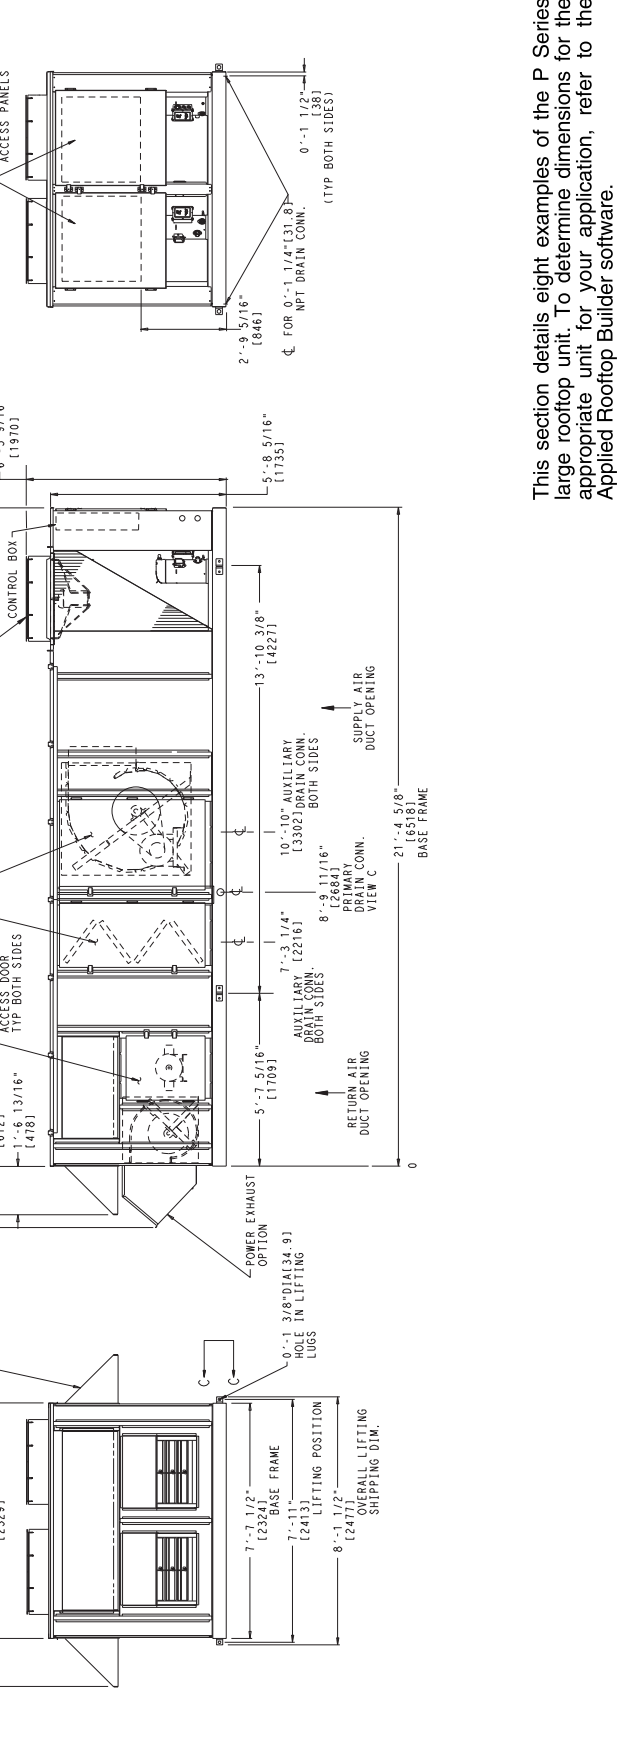 This section details eight examples of the P Series
large rooftop unit. To determine dimensions for the
appropriate unit for your application, refer to the
Applied Rooftop Builder software.
ACCESS PANELS
0'-1 1/2"
[38]
(TYP BOTH SIDES)
℄ FOR 0'-1 1/4"[31.8]
NPT DRAIN CONN.
2'-9 5/16"
[846]
[1970]
5'-8 5/16"
[1735]
CONTROL BOX
13'-10 3/8"
[4227]
SUPPLY AIR
DUCT OPENING
10'-10" AUXILIARY
[3302] DRAIN CONN.
BOTH SIDES
℄
℄
℄
8'-9 11/16"
[2684]
PRIMARY
DRAIN CONN.
VIEW C
21'-4 5/8"
[6518]
BASE FRAME
7'-3 1/4"
[2216]
AUXILIARY
DRAIN CONN.
BOTH SIDES
ACCESS DOOR
TYP BOTH SIDES
5'-7 5/16"
[1709]
RETURN AIR
DUCT OPENING
1'-6 13/16"
[478]
0
POWER EXHAUST
OPTION
0'-1 3/8"DIA[34.9]
HOLE IN LIFTING
LUGS
C
C
7'-7 1/2"
[2324]
BASE FRAME
7'-11"
[2413]
LIFTING POSITION
8'-1 1/2"
[2477]
OVERALL LIFTING
SHIPPING DIM.